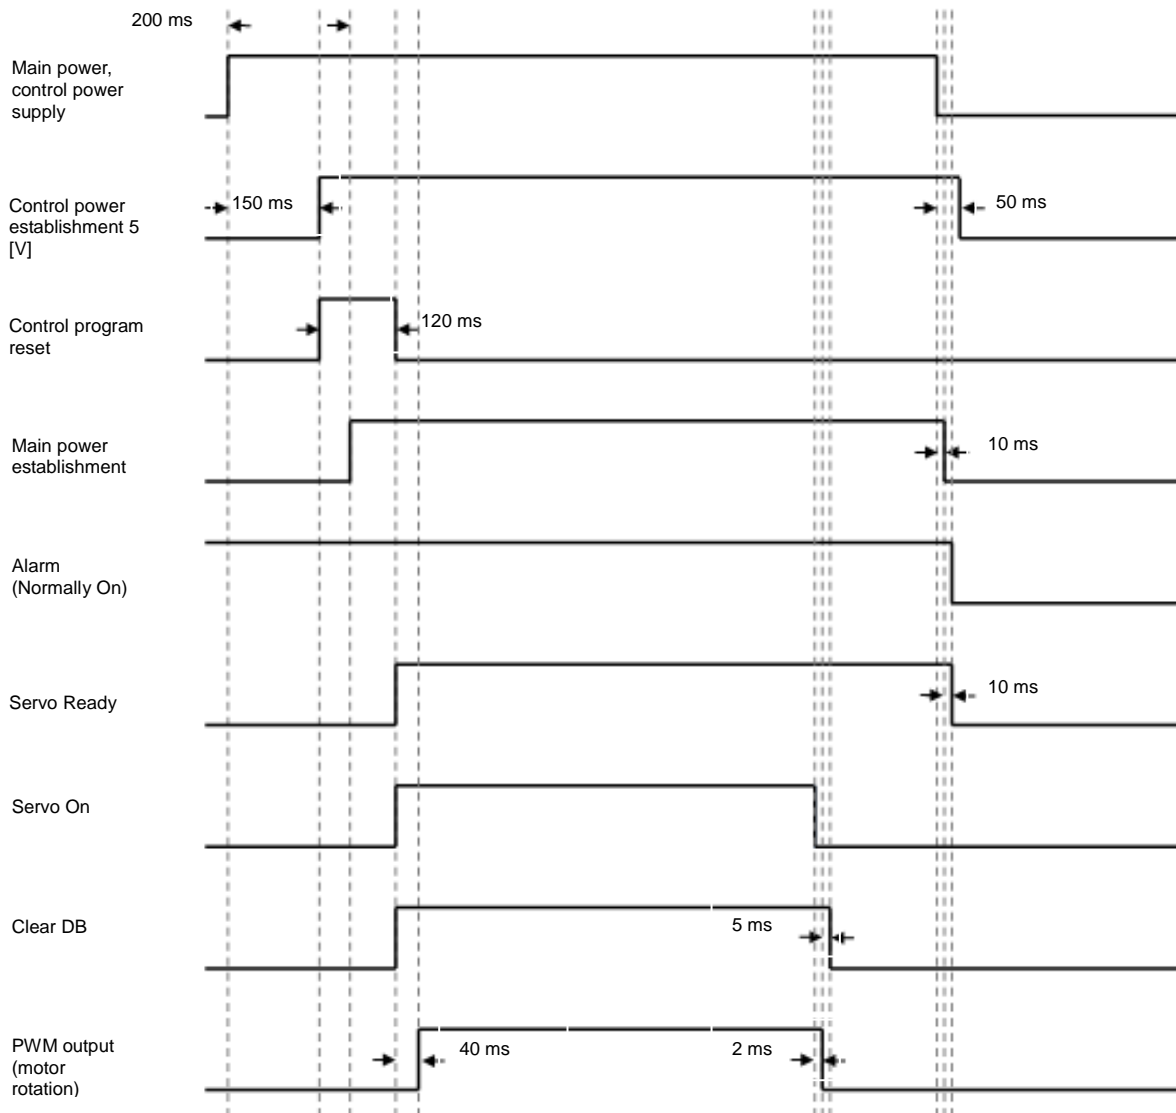 200 ms
Main power,
control power
supply
Control power
establishment 5
[V]
150 ms
50 ms
Control program
reset
120 ms
Main power
establishment
10 ms
Alarm
(Normally On)
Servo Ready
10 ms
Servo On
Clear DB
5 ms
PWM output
(motor
rotation)
40 ms
2 ms